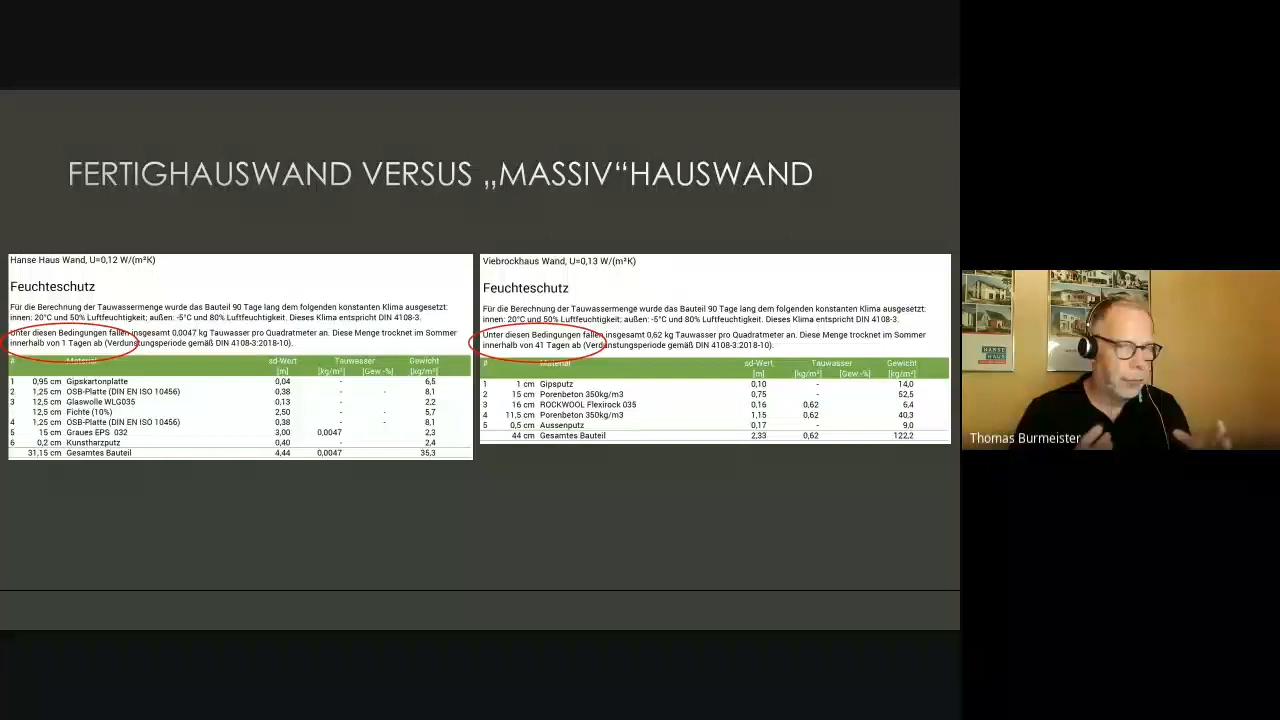 FERTIGHAUSWAND VERSUS „MASSIV“HAUSWAND
Hanse Haus Wand, U=0,12 W/(m²K)
Feuchteschutz
Für die Berechnung der Tauwassermenge wurde das Bauteil 90 Tage lang dem folgenden konstanten Klima ausgesetzt:
innen: 20°C und 50% Luftfeuchtigkeit; außen: -5°C und 80% Luftfeuchtigkeit. Dieses Klima entspricht DIN 4108-3.
Unter diesen Bedingungen fallen insgesamt 0,0047 kg Tauwasser pro Quadratmeter an. Diese Menge trocknet im Sommer
innerhalb von 1 Tagen ab (Verdunstungsperiode gemäß DIN 4108-3:2018-10).
# Material sd-Wert Tauwasser Gewicht
[m] [kg/m²] [Gew.-%] [kg/m²]
1 0,95 cm Gipskartonplatte 0,04 - 6,5
2 1,25 cm OSB-Platte (DIN EN ISO 10456) 0,38 - - 8,1
3 12,5 cm Glaswolle WLG035 0,13 - 2,2
12,5 cm Fichte (10%) 2,50 - - 5,7
4 1,25 cm OSB-Platte (DIN EN ISO 10456) 0,38 - - 8,1
5 15 cm Graues EPS 032 3,00 0,0047 2,3
6 0,2 cm Kunstharzputz 0,40 - 2,4
31,15 cm Gesamtes Bauteil 4,44 0,0047 35,3
Viebrockhaus Wand, U=0,13 W/(m²K)
Feuchteschutz
Für die Berechnung der Tauwassermenge wurde das Bauteil 90 Tage lang dem folgenden konstanten Klima ausgesetzt:
innen: 20°C und 50% Luftfeuchtigkeit; außen: -5°C und 80% Luftfeuchtigkeit. Dieses Klima entspricht DIN 4108-3.
Unter diesen Bedingungen fallen insgesamt 0,62 kg Tauwasser pro Quadratmeter an. Diese Menge trocknet im Sommer
innerhalb von 41 Tagen ab (Verdunstungsperiode gemäß DIN 4108-3:2018-10).
# Material sd-Wert Tauwasser Gewicht
[m] [kg/m²] [Gew.-%] [kg/m²]
1 1 cm Gipsputz 0,10 - 14,0
2 15 cm Porenbeton 350kg/m3 0,75 - 52,5
3 16 cm ROCKWOOL Flexirock 035 0,16 0,62 6,4
4 11,5 cm Porenbeton 350kg/m3 1,15 0,62 40,3
5 0,5 cm Aussenputz 0,17 - 9,0
44 cm Gesamtes Bauteil 2,33 0,62 122,2
HANSE
HAUS
Thomas Burmeister